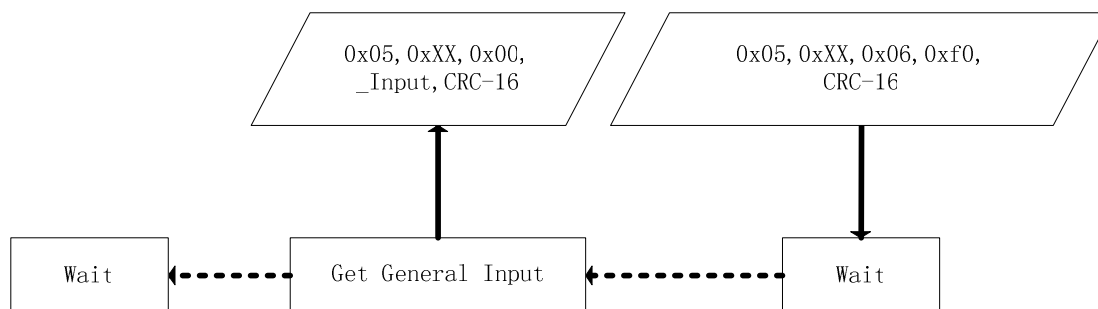 0x05,0xXX,0x00,
_Input,CRC-16
0x05,0xXX,0x06,0xf0,
CRC-16
Wait
Get General Input
Wait